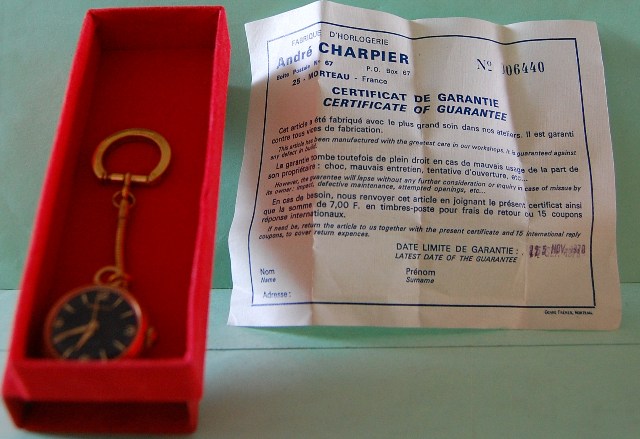 FABRIQUE D'HORLOGERIE
André CHARPIER
Boîte Postale N° 67 P.O. Box 67
25 - MORTEAU - France
Nº 006440
CERTIFICAT DE GARANTIE
CERTIFICATE OF GUARANTEE
Cet article a été fabriqué avec le plus grand soin dans nos ateliers. Il est garanti
contre tous vices de fabrication.
This article has been manufactured with the greatest care in our workshops, it is guaranteed against
any defect in build.
La garantie tombe toutefois de plein droit en cas de mauvais usage de la part de
son propriétaire : choc, mauvais entretien, tentative d'ouverture, etc...
However, the guarantee will lapse without any further consideration or inquiry in case of misuse by
its owner: impact, defective maintenance, attempted openings, etc...
En cas de besoin, nous renvoyer cet article en joignant le présent certificat ainsi
que la somme de 7,00 F. en timbres-poste pour frais de retour ou 15 coupons
réponse internationaux.
If need be, return the article to us together with the present certificate and 15 international reply
coupons, to cover return expences.
DATE LIMITE DE GARANTIE :
LATEST DATE OF THE GUARANTEE
NOV.
Nom Prénom
Name Surname
Adresse :
MORTEAU